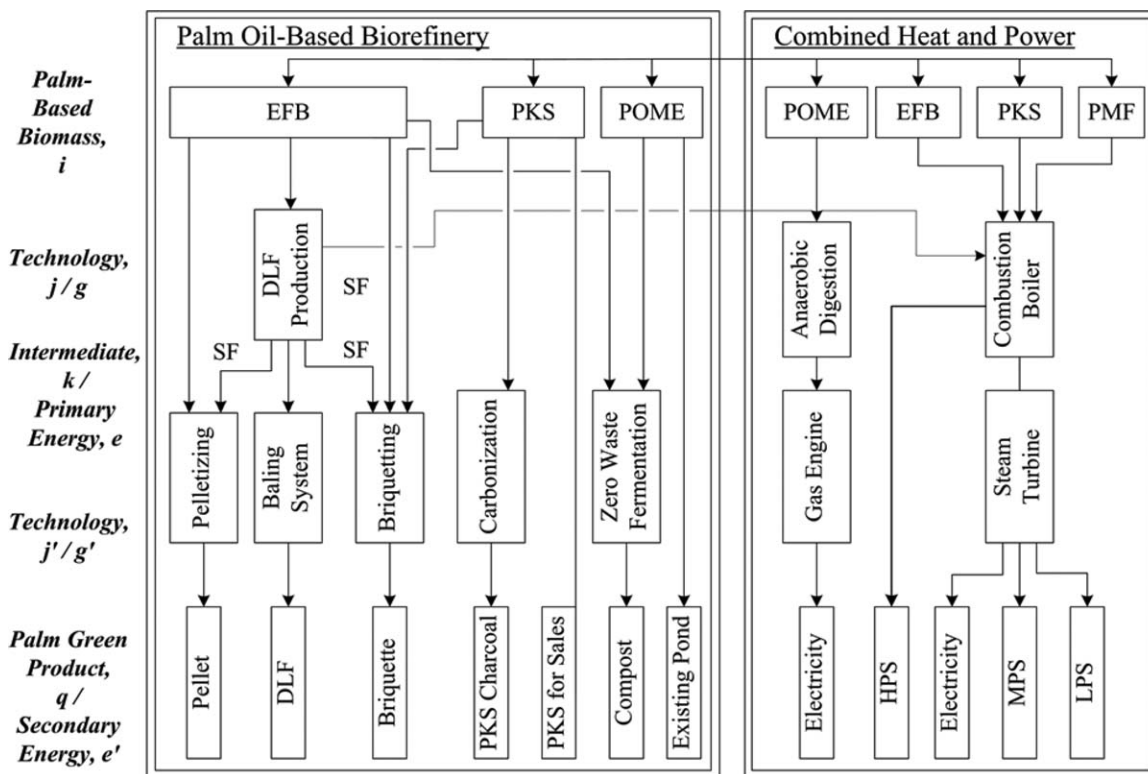 Palm Oil-Based Biorefinery
Combined Heat and Power
Palm-
Based
Biomass,
i
EFB
PKS
POME
POME
EFB
PKS
PMF
Technology,
j / g
DLF
Production
SF
Anaerobic
Digestion
Combustion
Boiler
Intermediate,
k /
Primary
Energy, e
SF
SF
Pelletizing
Baling
System
Briquetting
Carbonization
Zero Waste
Fermentation
Gas Engine
Steam
Turbine
Technology,
j' / g'
Palm Green
Product,
q /
Secondary
Energy, e'
Pellet
DLF
Briquette
PKS Charcoal
PKS for Sales
Compost
Existing Pond
Electricity
HPS
Electricity
MPS
LPS